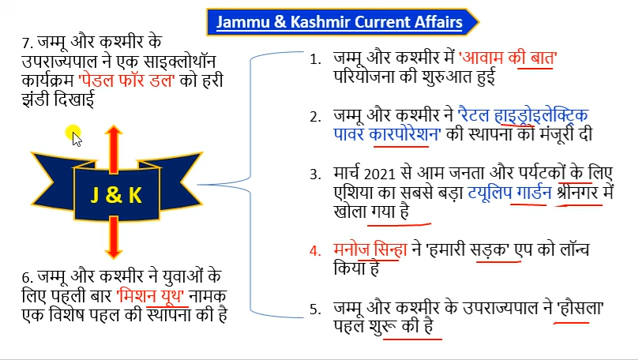 Jammu & Kashmir Current Affairs
7. जम्मू और कश्मीर के
उपराज्यपाल ने एक साइक्लोथॉन
कार्यक्रम 'पेडल फॉर डल' को हरी
झंडी दिखाई
J & K
6. जम्मू और कश्मीर ने युवाओं के
लिए पहली बार 'मिशन यूथ' नामक
एक विशेष पहल की स्थापना की है
1. जम्मू और कश्मीर में 'आवाम की बात'
परियोजना की शुरुआत हुई
2. जम्मू और कश्मीर ने 'रैटल हाइड्रोइलेक्ट्रिक
पावर कारपोरेशन' की स्थापना को मंजूरी दी
3. मार्च 2021 से आम जनता और पर्यटकों के लिए
एशिया का सबसे बड़ा टयूलिप गार्डन श्रीनगर में
खोला गया है
4. मनोज सिन्हा ने 'हमारी सड़क' एप को लॉन्च
किया है
5. जम्मू और कश्मीर के उपराज्यपाल ने 'हौसला'
पहल शुरू की है